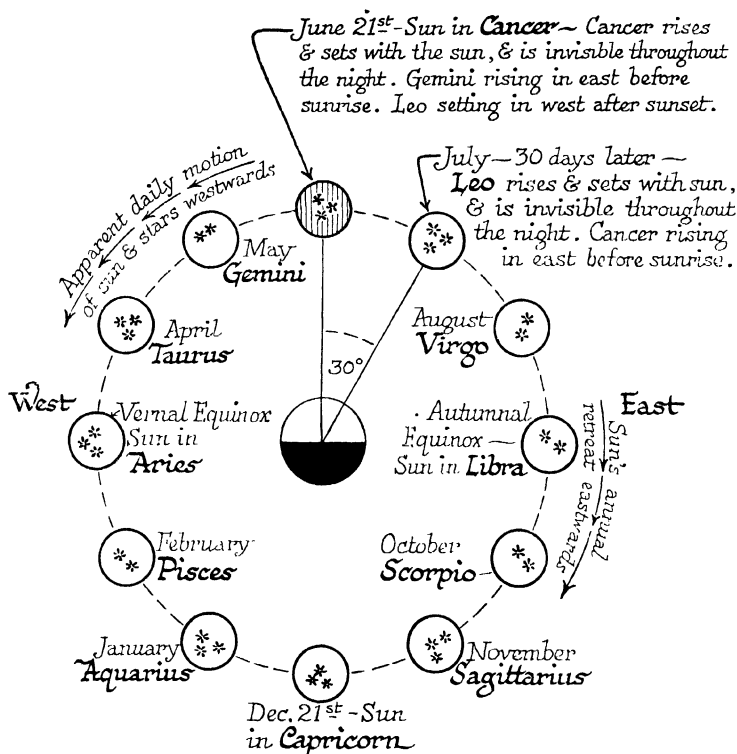 June 21st - Sun in Cancer ~ Cancer rises
& sets with the sun, & is invisible throughout
the night. Gemini rising in east before
sunrise. Leo setting in west after sunset.
July — 30 days later —
Leo rises & sets with sun,
& is invisible throughout
the night. Cancer rising
in east before sunrise.
Apparent daily motion
of sun & stars westwards
May
Gemini
April
Taurus
August
Virgo
30°
West
Vernal Equinox
Sun in
Aries
Autumnal
Equinox —
Sun in Libra
East
Sun's annual
retreat eastwards
February
Pisces
October
Scorpio
January
Aquarius
November
Sagittarius
Dec. 21st - Sun
in Capricorn